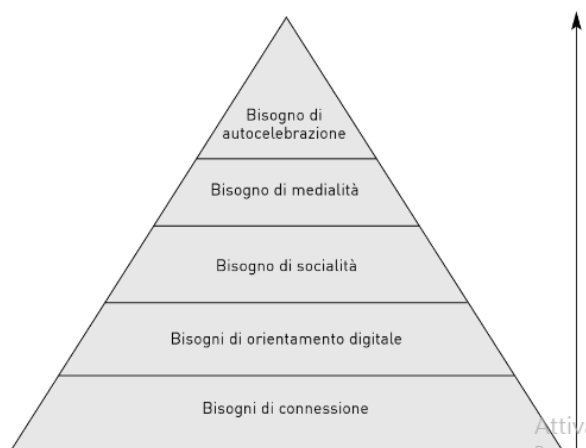 Bisogno di
autocelebrazione
Bisogno di medialità
Bisogno di socialità
Bisogni di orientamento digitale
Bisogni di connessione